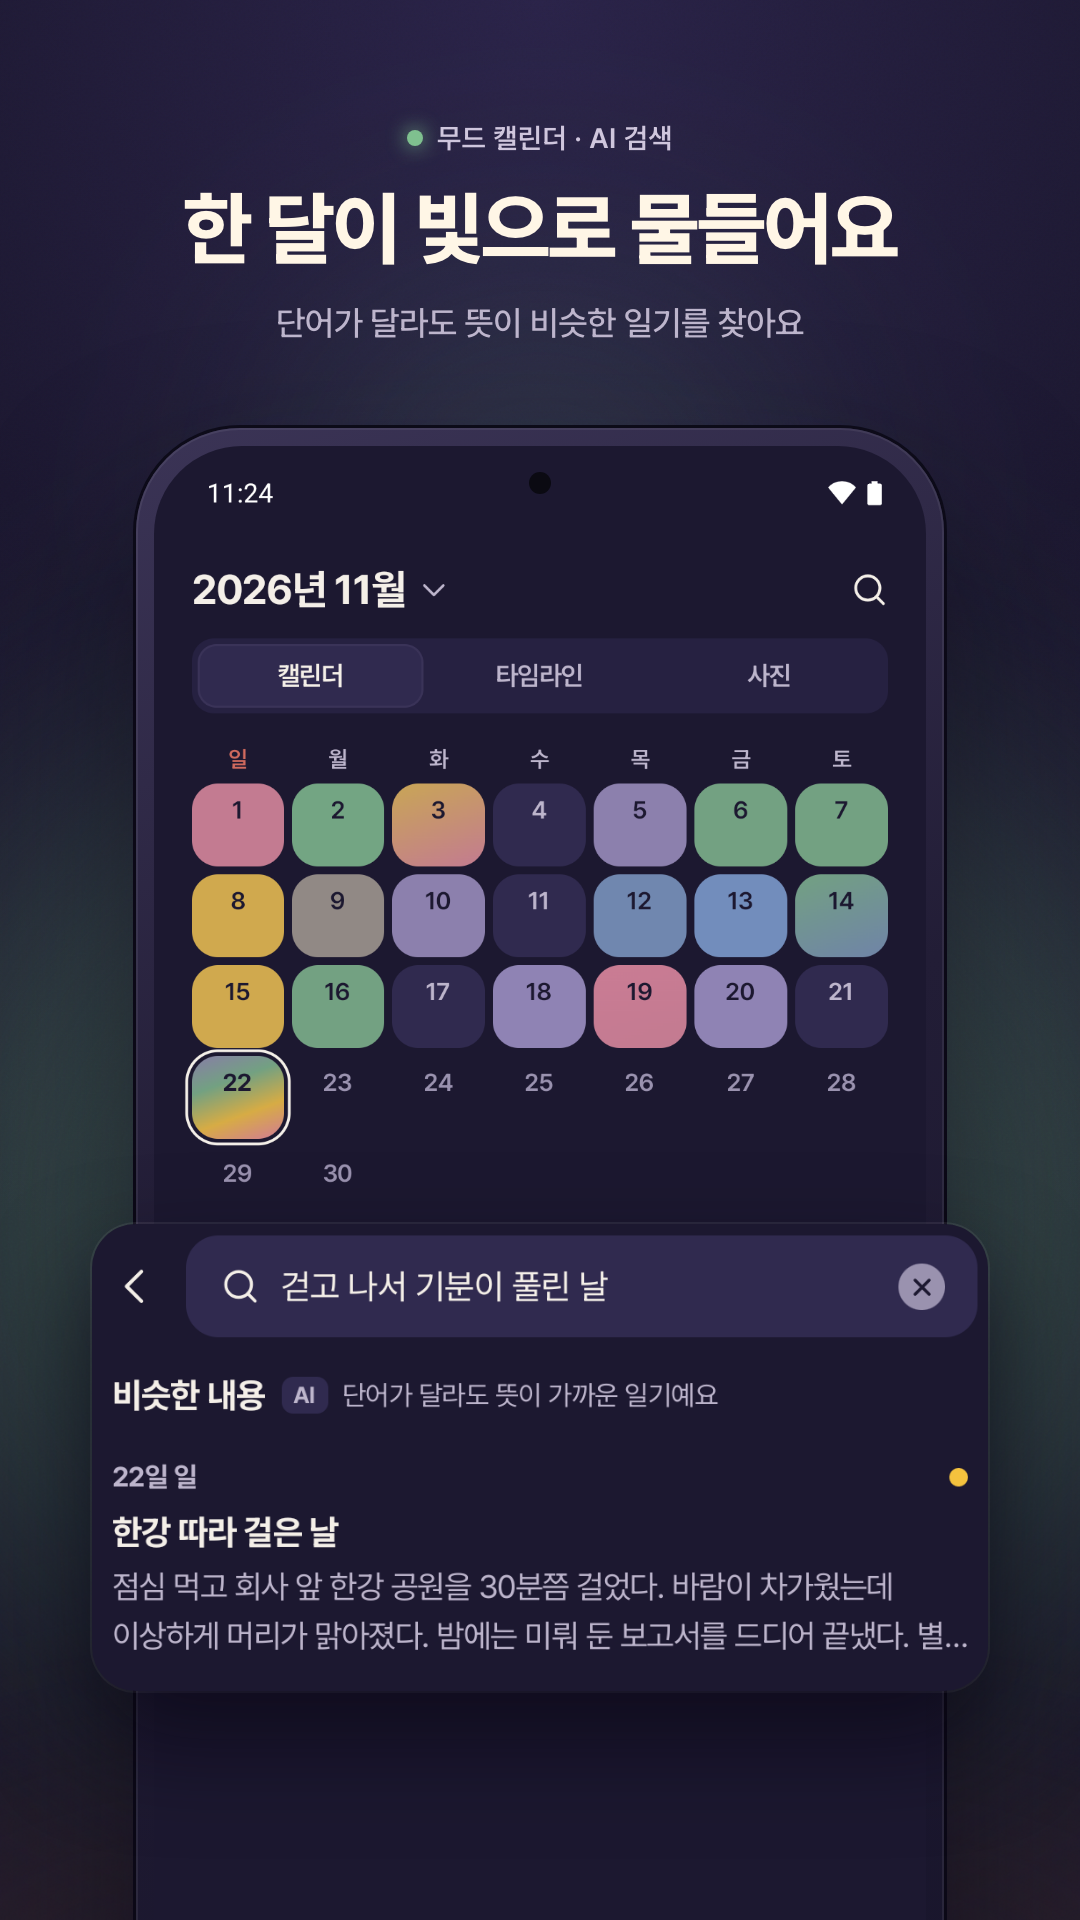 무드 캘린더 · AI 검색
한 달이 빛으로 물들어요
단어가 달라도 뜻이 비슷한 일기를 찾아요
11:24
2026년 11월
캘린더 타임라인 사진
일 월 화 수 목 금 토
1 2 3 4 5 6 7
8 9 10 11 12 13 14
15 16 17 18 19 20 21
22 23 24 25 26 27 28
29 30
걷고 나서 기분이 풀린 날
비슷한 내용 AI 단어가 달라도 뜻이 가까운 일기예요
22일 일
한강 따라 걸은 날
점심 먹고 회사 앞 한강 공원을 30분쯤 걸었다. 바람이 차가웠는데
이상하게 머리가 맑아졌다. 밤에는 미뤄 둔 보고서를 드디어 끝냈다. 별...